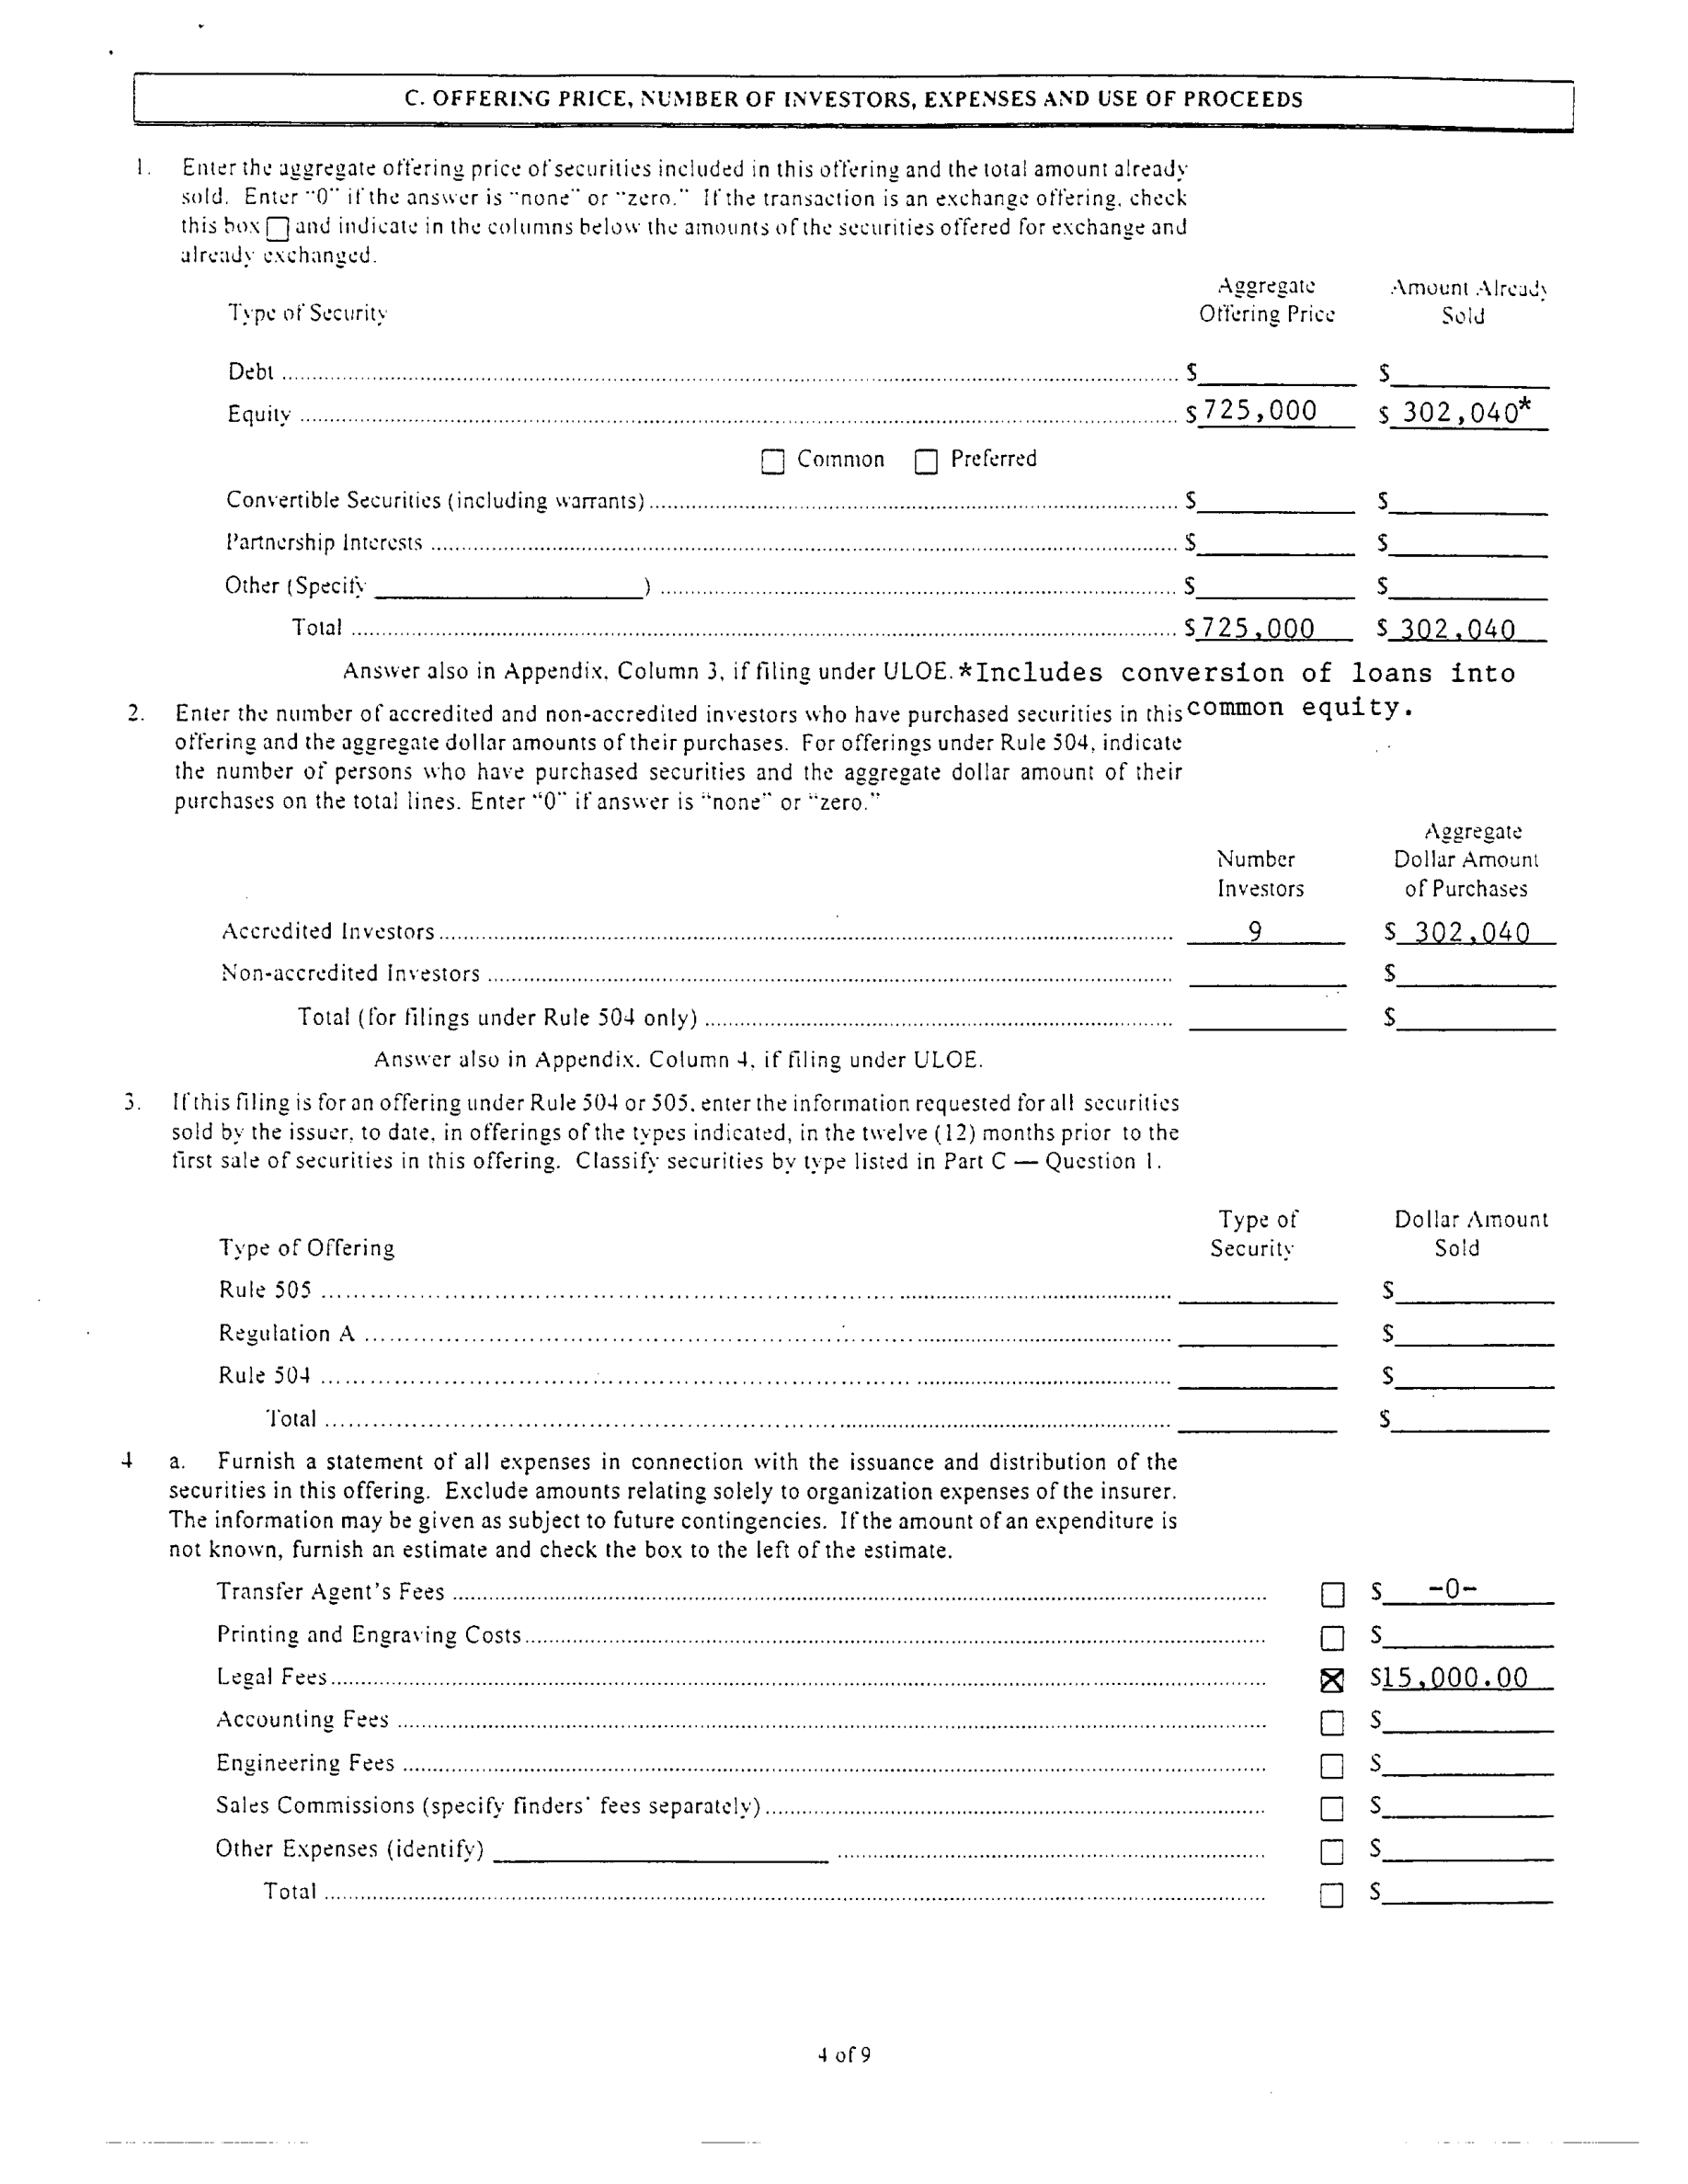 C. OFFERING PRICE, NUMBER OF INVESTORS, EXPENSES AND USE OF PROCEEDS
1. Enter the aggregate offering price of securities included in this offering and the total amount already
sold. Enter "0" if the answer is "none" or "zero." If the transaction is an exchange offering, check
this box ☐ and indicate in the columns below the amounts of the securities offered for exchange and
already exchanged.
Aggregate Amount Already
Type of Security Offering Price Sold
Debt $ $
Equity $ 725,000 $ 302,040*
☐ Common ☐ Preferred
Convertible Securities (including warrants) $ $
Partnership Interests $ $
Other (Specify ) $ $
Total $ 725,000 $ 302,040
Answer also in Appendix, Column 3, if filing under ULOE. *Includes conversion of loans into
common equity.
2. Enter the number of accredited and non-accredited investors who have purchased securities in this
offering and the aggregate dollar amounts of their purchases. For offerings under Rule 504, indicate
the number of persons who have purchased securities and the aggregate dollar amount of their
purchases on the total lines. Enter "0" if answer is "none" or "zero."
Aggregate
Number Dollar Amount
Investors of Purchases
Accredited Investors 9 $ 302,040
Non-accredited Investors $
Total (for filings under Rule 504 only) $
Answer also in Appendix, Column 4, if filing under ULOE.
3. If this filing is for an offering under Rule 504 or 505, enter the information requested for all securities
sold by the issuer, to date, in offerings of the types indicated, in the twelve (12) months prior to the
first sale of securities in this offering. Classify securities by type listed in Part C — Question 1.
Type of Dollar Amount
Type of Offering Security Sold
Rule 505 $
Regulation A $
Rule 504 $
Total $
4 a. Furnish a statement of all expenses in connection with the issuance and distribution of the
securities in this offering. Exclude amounts relating solely to organization expenses of the insurer.
The information may be given as subject to future contingencies. If the amount of an expenditure is
not known, furnish an estimate and check the box to the left of the estimate.
Transfer Agent's Fees ☐ $ -0-
Printing and Engraving Costs ☐ $
Legal Fees ☒ $15,000.00
Accounting Fees ☐ $
Engineering Fees ☐ $
Sales Commissions (specify finders' fees separately) ☐ $
Other Expenses (identify) ☐ $
Total ☐ $
4 of 9